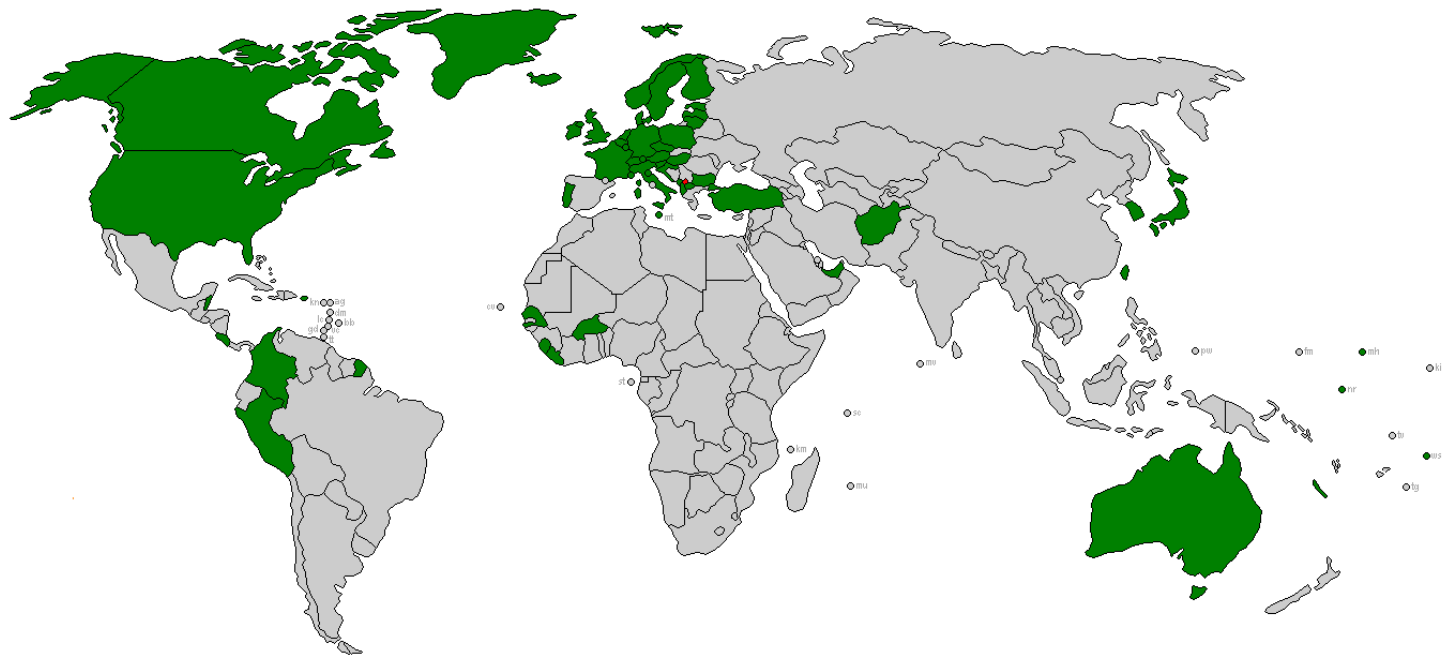 mt
kn ag
dm
lc bb
gd vc
tt
cv
st
mv
sc
km
mu
pw fm mh ki
nr
tv
ws
tg